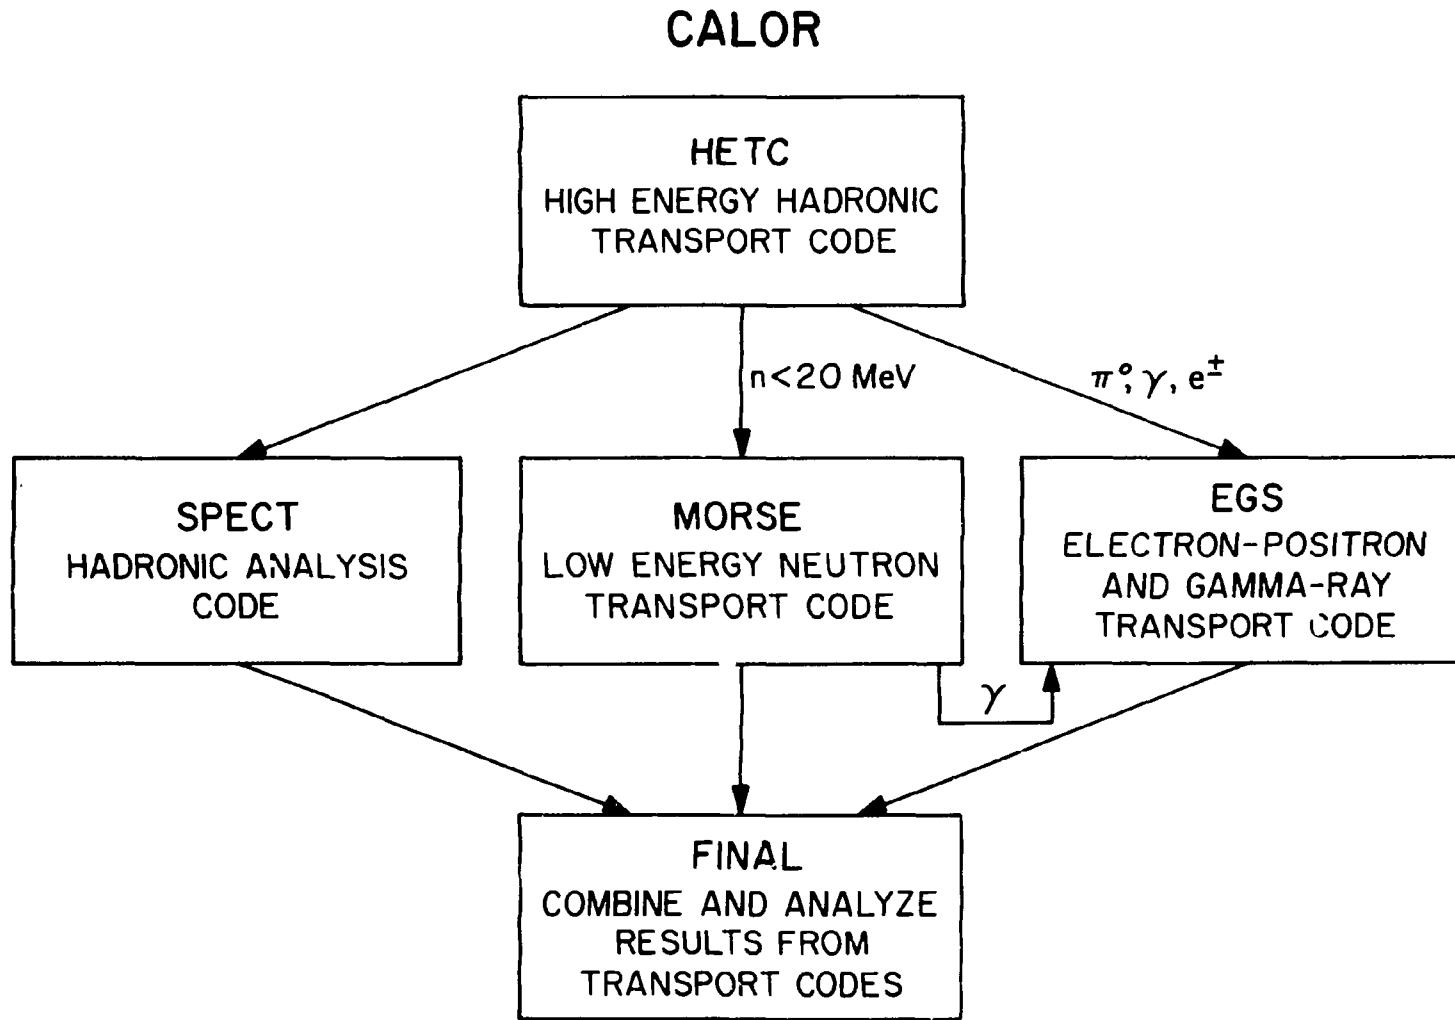 CALOR
HETC
HIGH ENERGY HADRONIC
TRANSPORT CODE
n<20 MeV
π°, γ, e±
SPECT
HADRONIC ANALYSIS
CODE
MORSE
LOW ENERGY NEUTRON
TRANSPORT CODE
EGS
ELECTRON-POSITRON
AND GAMMA-RAY
TRANSPORT CODE
γ
FINAL
COMBINE AND ANALYZE
RESULTS FROM
TRANSPORT CODES